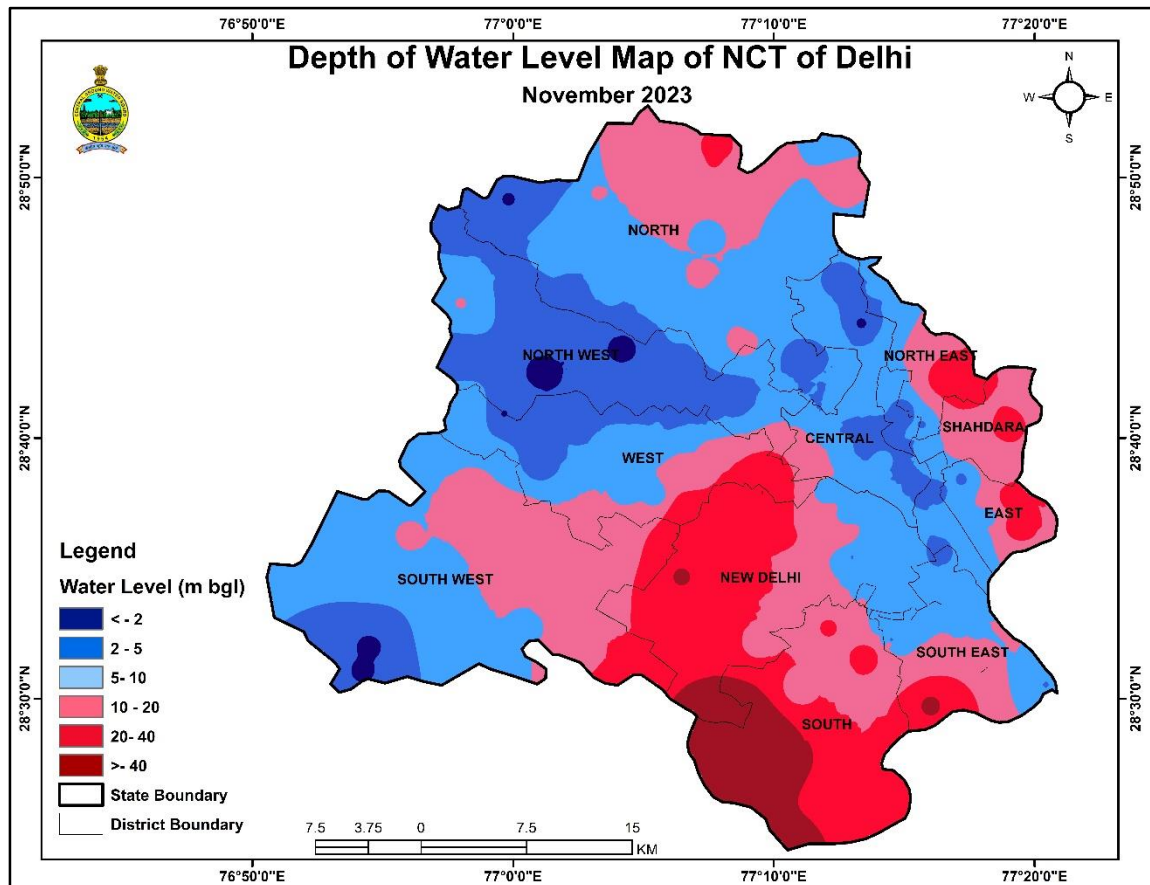 76°50'0"E
77°0'0"E
77°10'0"E
77°20'0"E
Depth of Water Level Map of NCT of Delhi
November 2023
N
W
E
S
28°50'0"N
28°50'0"N
NORTH
NORTH WEST
NORTH EAST
28°40'0"N
28°40'0"N
SHAHDARA
CENTRAL
WEST
EAST
SOUTH WEST
NEW DELHI
SOUTH EAST
28°30'0"N
28°30'0"N
SOUTH
Legend
Water Level (m bgl)
< - 2
2 - 5
5- 10
10 - 20
20- 40
>- 40
State Boundary
District Boundary
7.5 3.75 0 7.5 15
KM
76°50'0"E
77°0'0"E
77°10'0"E
77°20'0"E